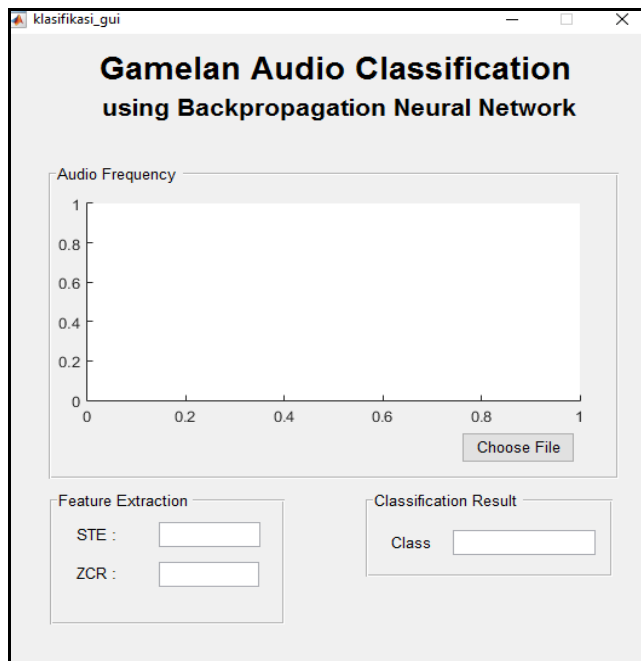 klasifikasi_gui
Gamelan Audio Classification
using Backpropagation Neural Network
Audio Frequency
1
0.8
0.6
0.4
0.2
0
0 0.2 0.4 0.6 0.8 1
Choose File
Feature Extraction
STE :
ZCR :
Classification Result
Class